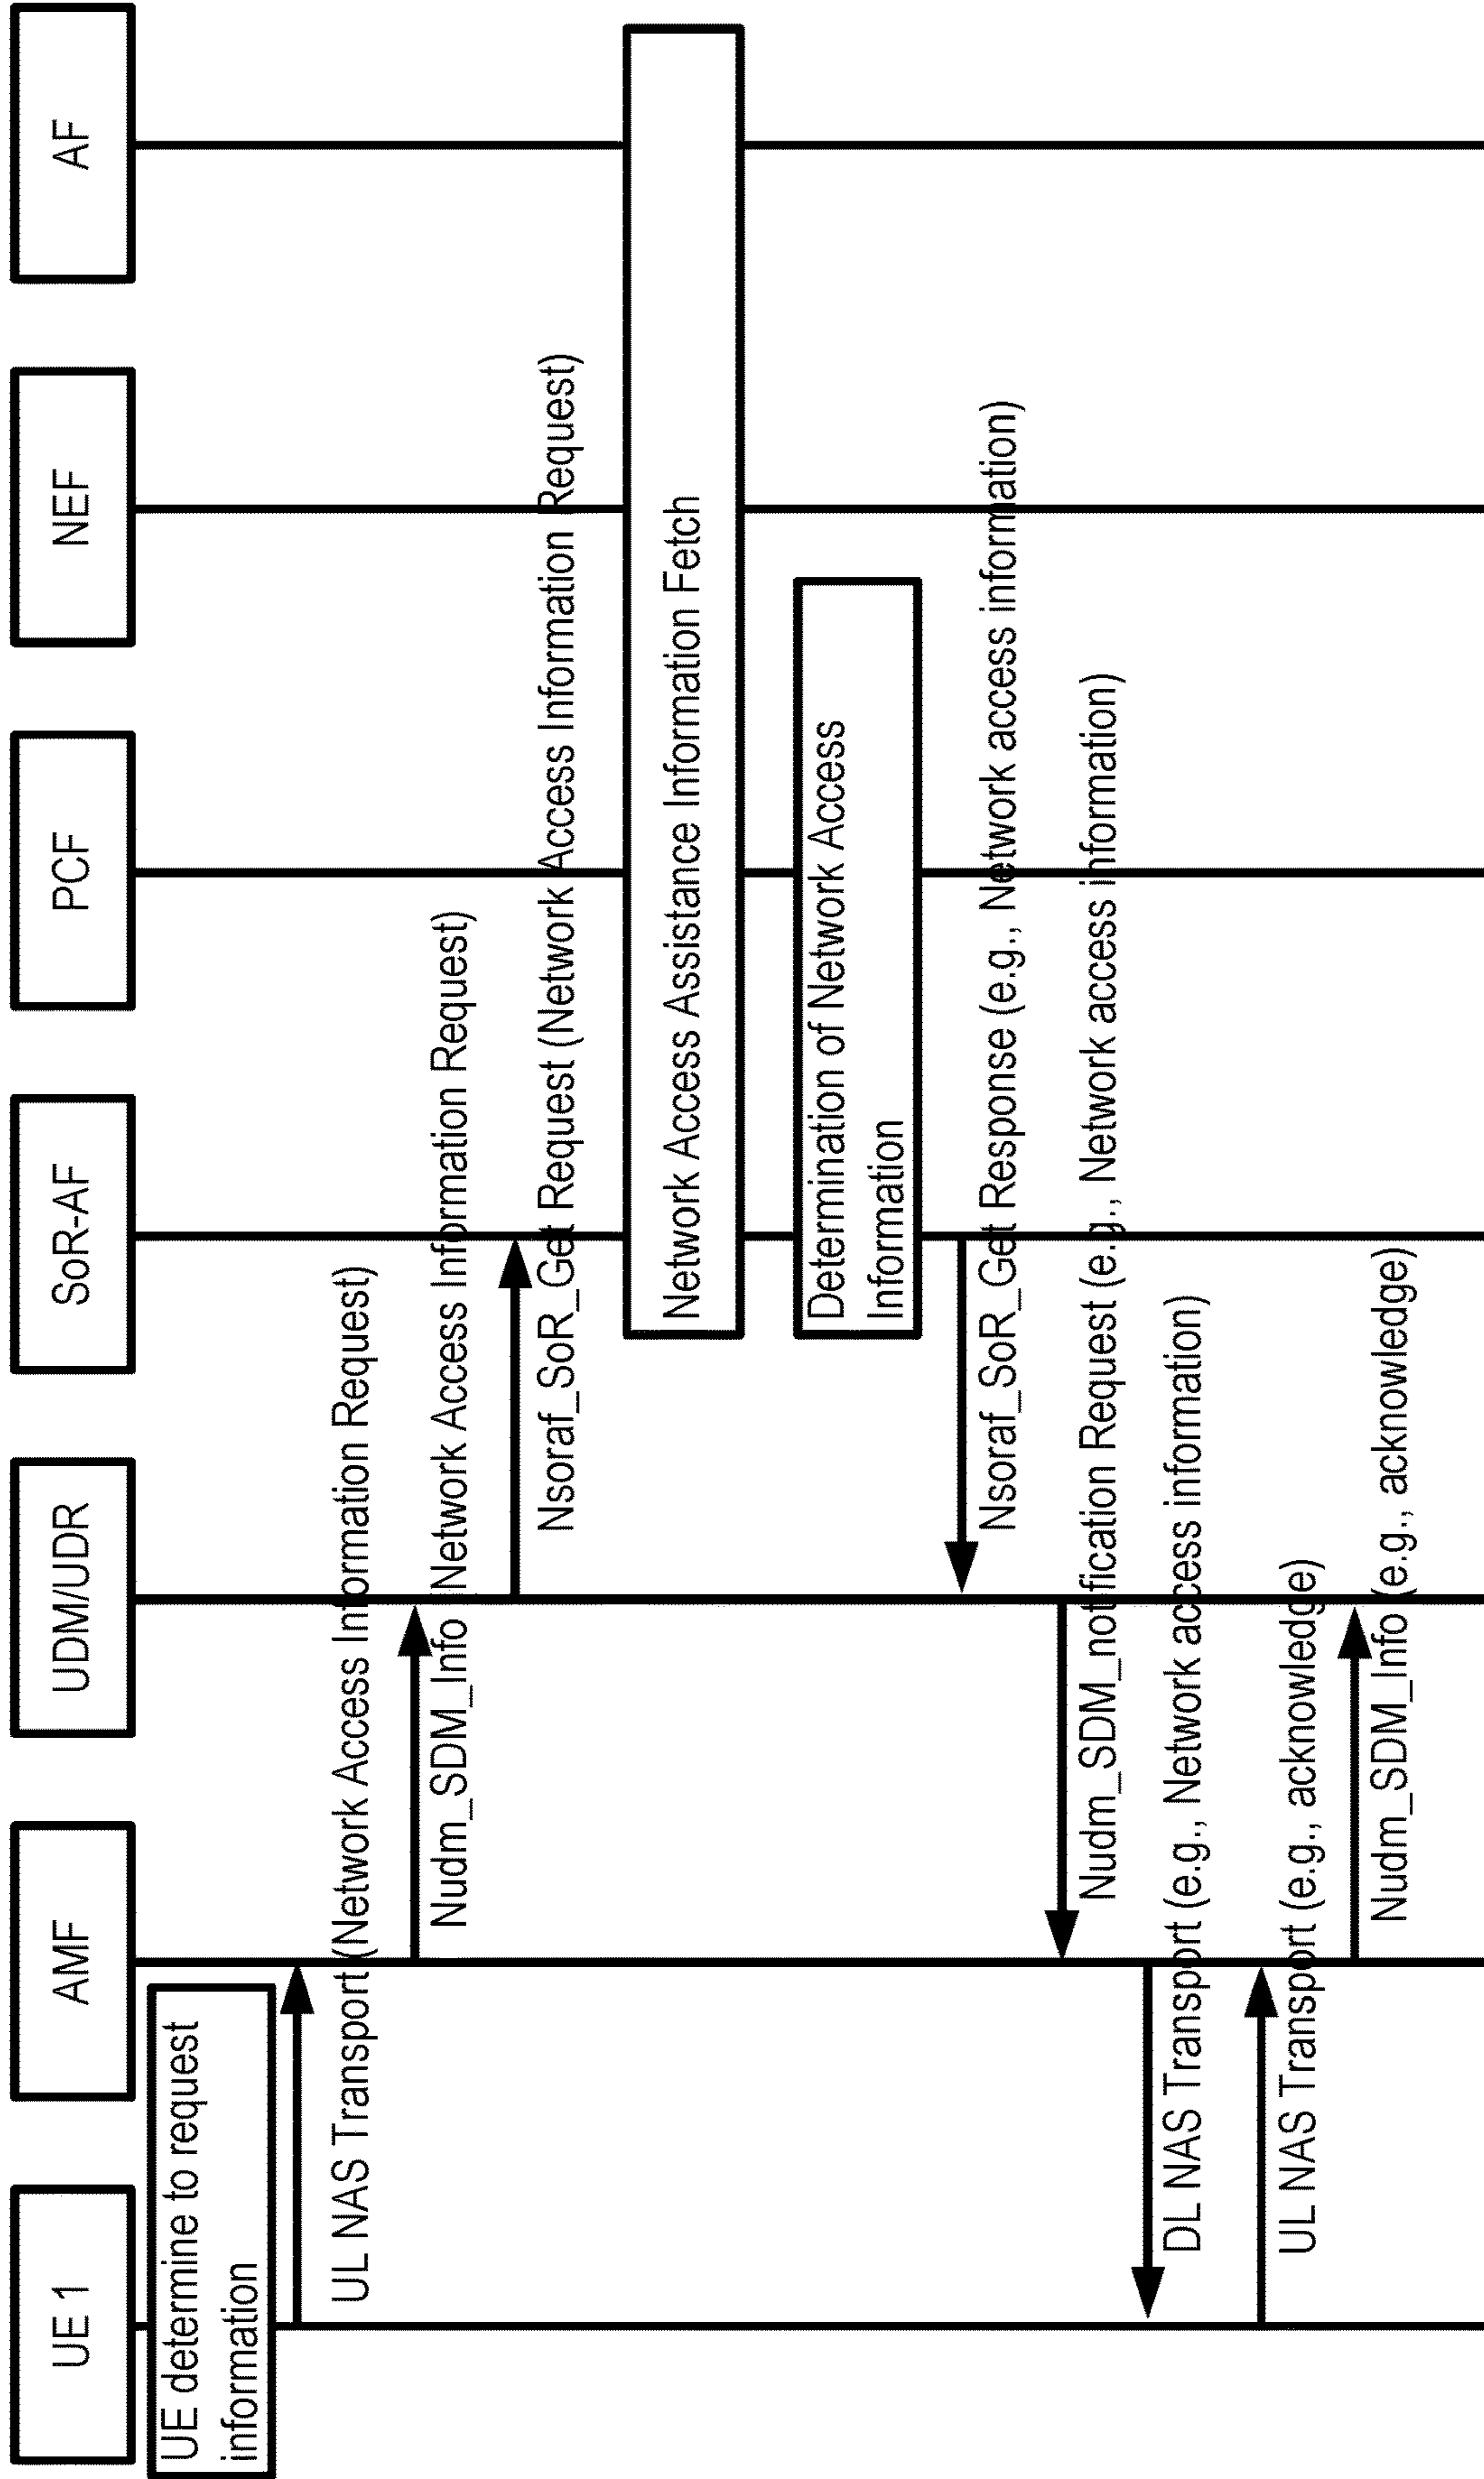 UE 1
AMF
UDM/UDR
SoR-AF
PCF
NEF
AF
UE determine to request
information
UL NAS Transport (Network Access Information Request)
Nudm_SDM_Info (Network Access Information Request)
Nsoraf_SoR_Get Request (Network Access Information Request)
Network Access Assistance Information Fetch
Determination of Network Access
Information
Nsoraf_SoR_Get Response (e.g., Network access information)
Nudm_SDM_notification Request (e.g., Network access information)
DL NAS Transport (e.g., Network access information)
UL NAS Transport (e.g., acknowledge)
Nudm_SDM_Info (e.g., acknowledge)